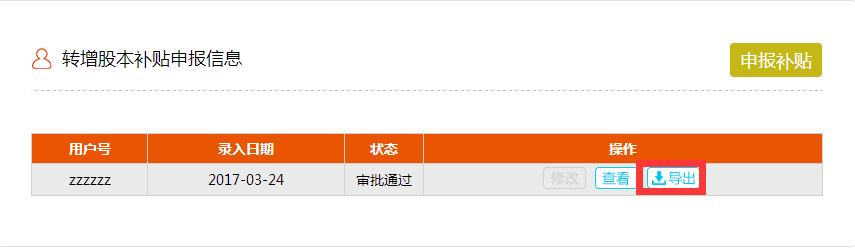 转增股本补贴申报信息
申报补贴
用户号 录入日期 状态 操作
zzzzzz 2017-03-24 审批通过 修改 查看 导出